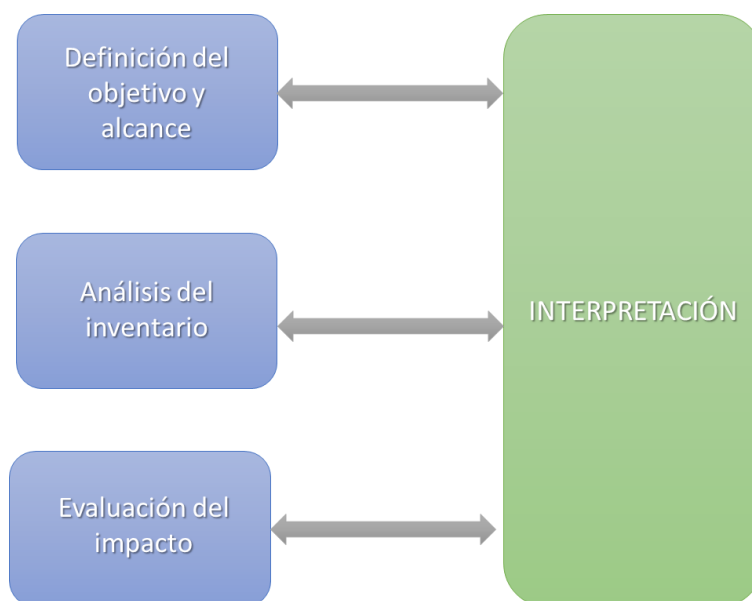 Definición del
objetivo y
alcance
Análisis del
inventario
INTERPRETACIÓN
Evaluación del
impacto